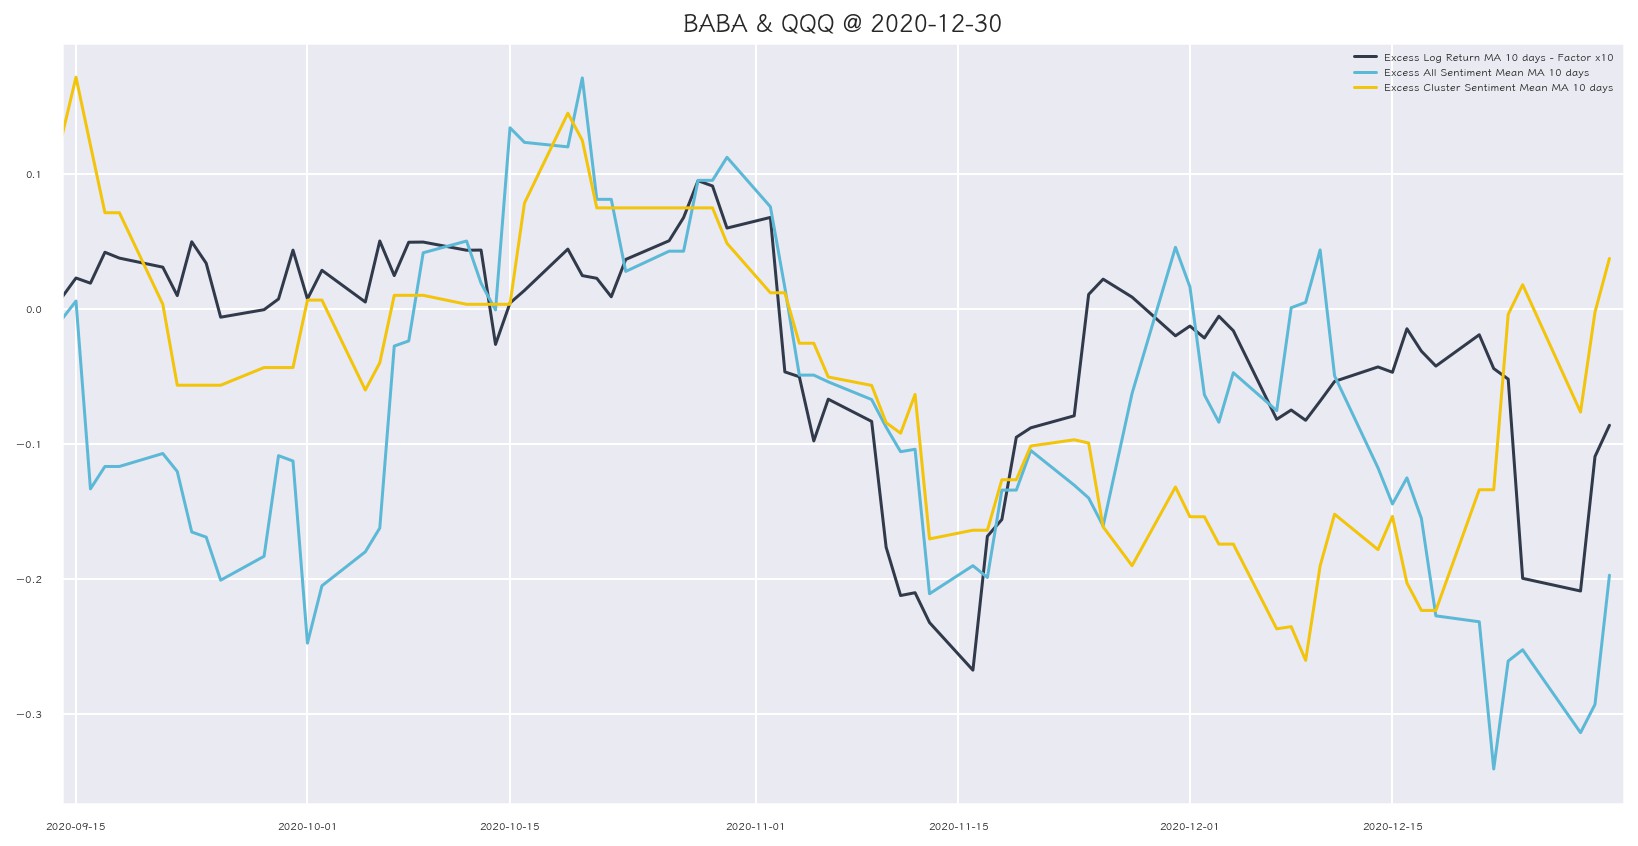 BABA & QQQ @ 2020-12-30
Excess Log Return MA 10 days - Factor x10
Excess All Sentiment Mean MA 10 days
Excess Cluster Sentiment Mean MA 10 days
0.1
0.0
−0.1
−0.2
−0.3
2020-09-15 2020-10-01 2020-10-15 2020-11-01 2020-11-15 2020-12-01 2020-12-15